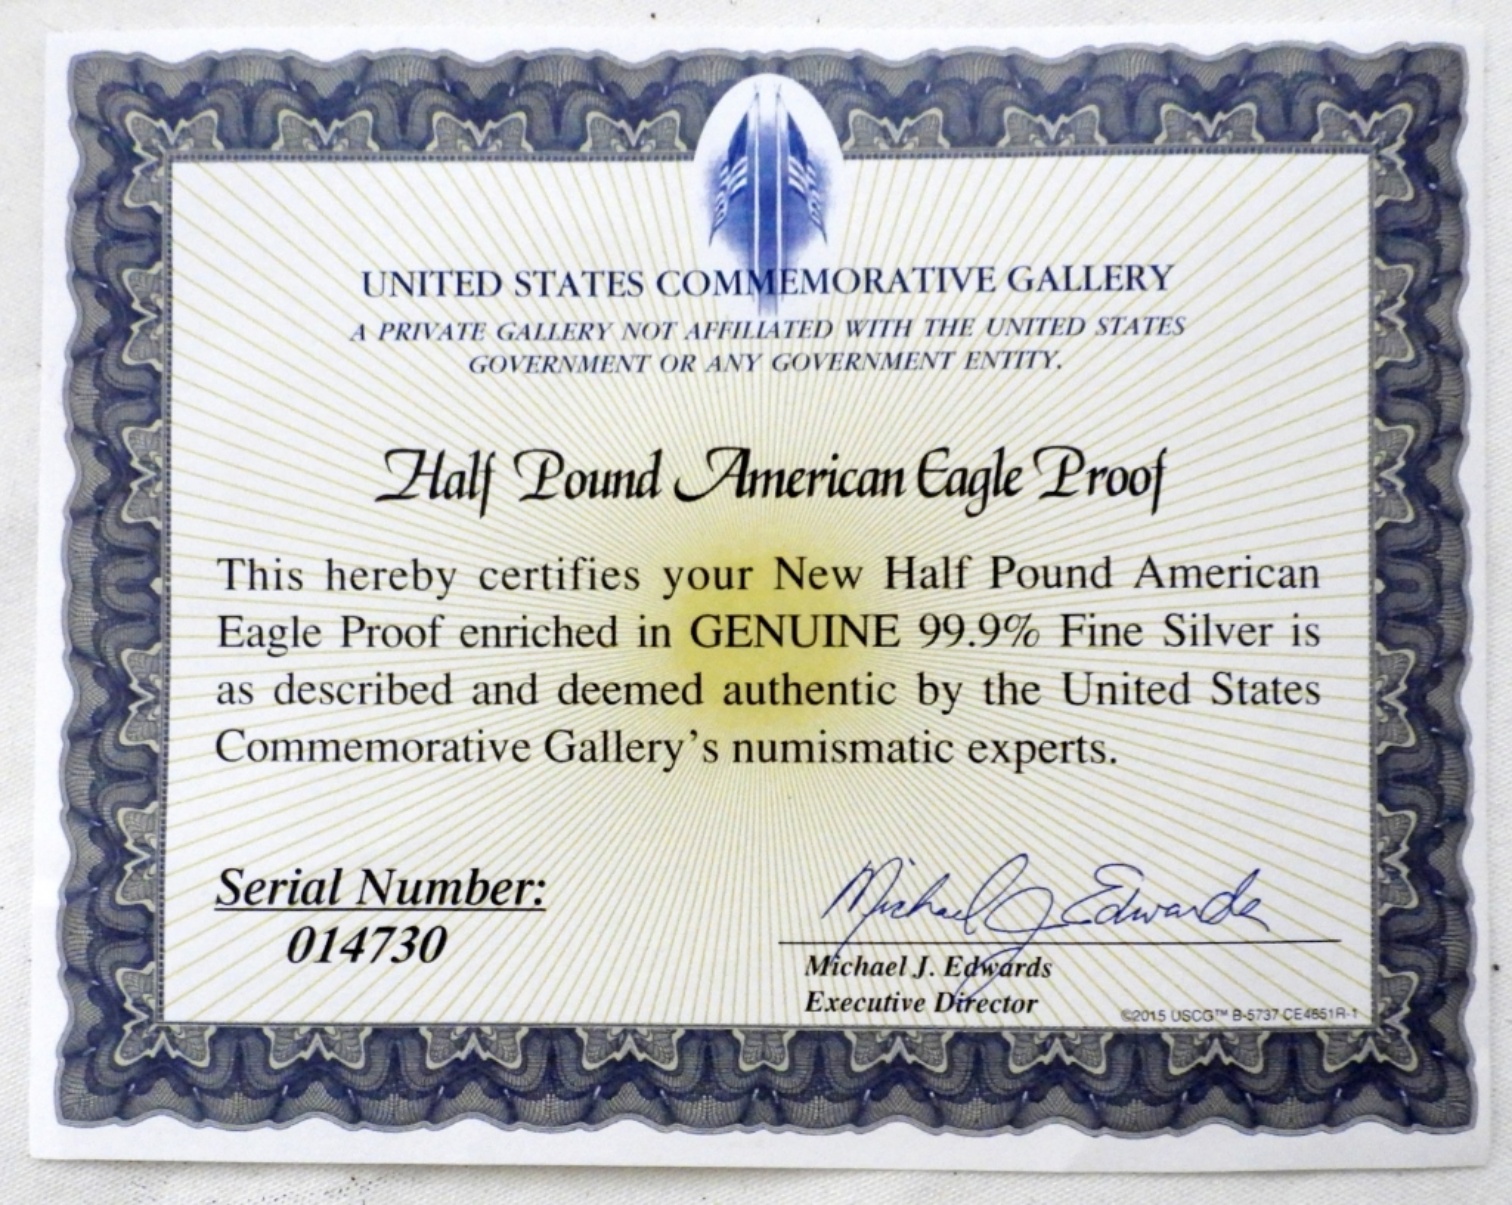 UNITED STATES COMMEMORATIVE GALLERY
A PRIVATE GALLERY NOT AFFILIATED WITH THE UNITED STATES
GOVERNMENT OR ANY GOVERNMENT ENTITY.
Half Pound American Eagle Proof
This hereby certifies your New Half Pound American
Eagle Proof enriched in GENUINE 99.9% Fine Silver is
as described and deemed authentic by the United States
Commemorative Gallery's numismatic experts.
Serial Number:
014730
Michael J. Edwards
Michael J. Edwards
Executive Director
©2015 USCG™ B-5737 CE4651R-1